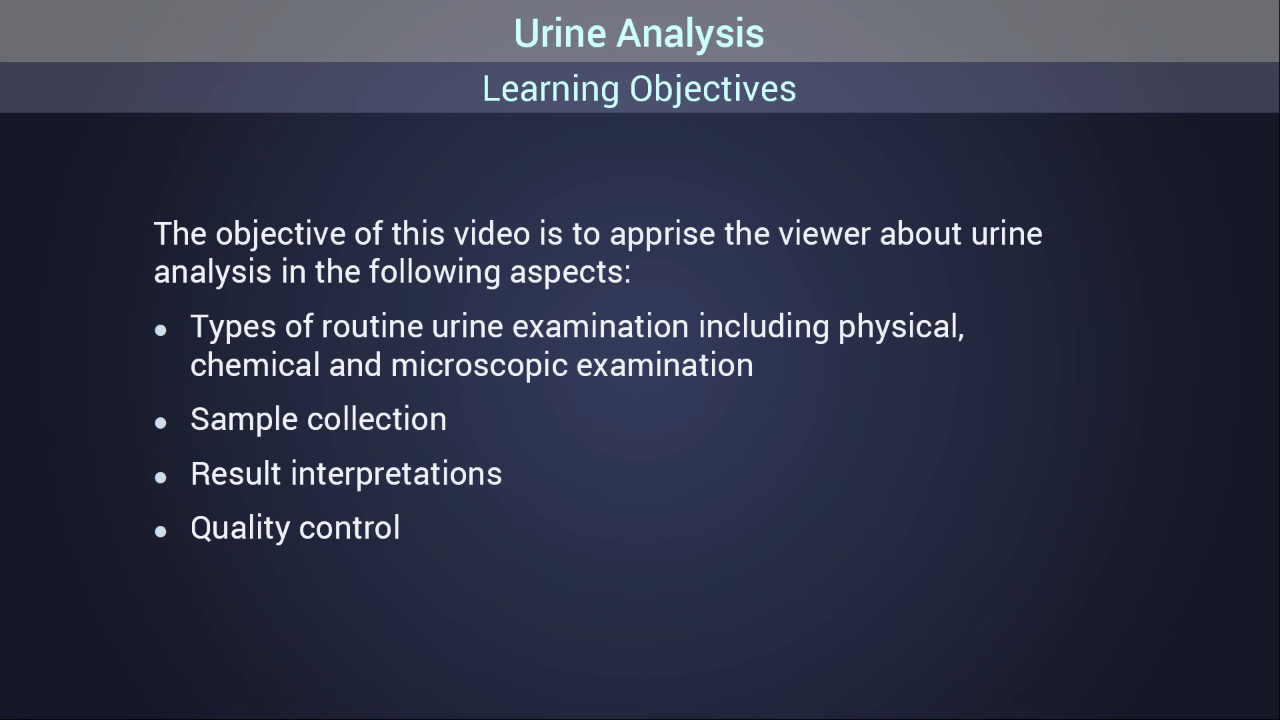 Urine Analysis
Learning Objectives
The objective of this video is to apprise the viewer about urine
analysis in the following aspects:
● Types of routine urine examination including physical,
chemical and microscopic examination
● Sample collection
● Result interpretations
● Quality control